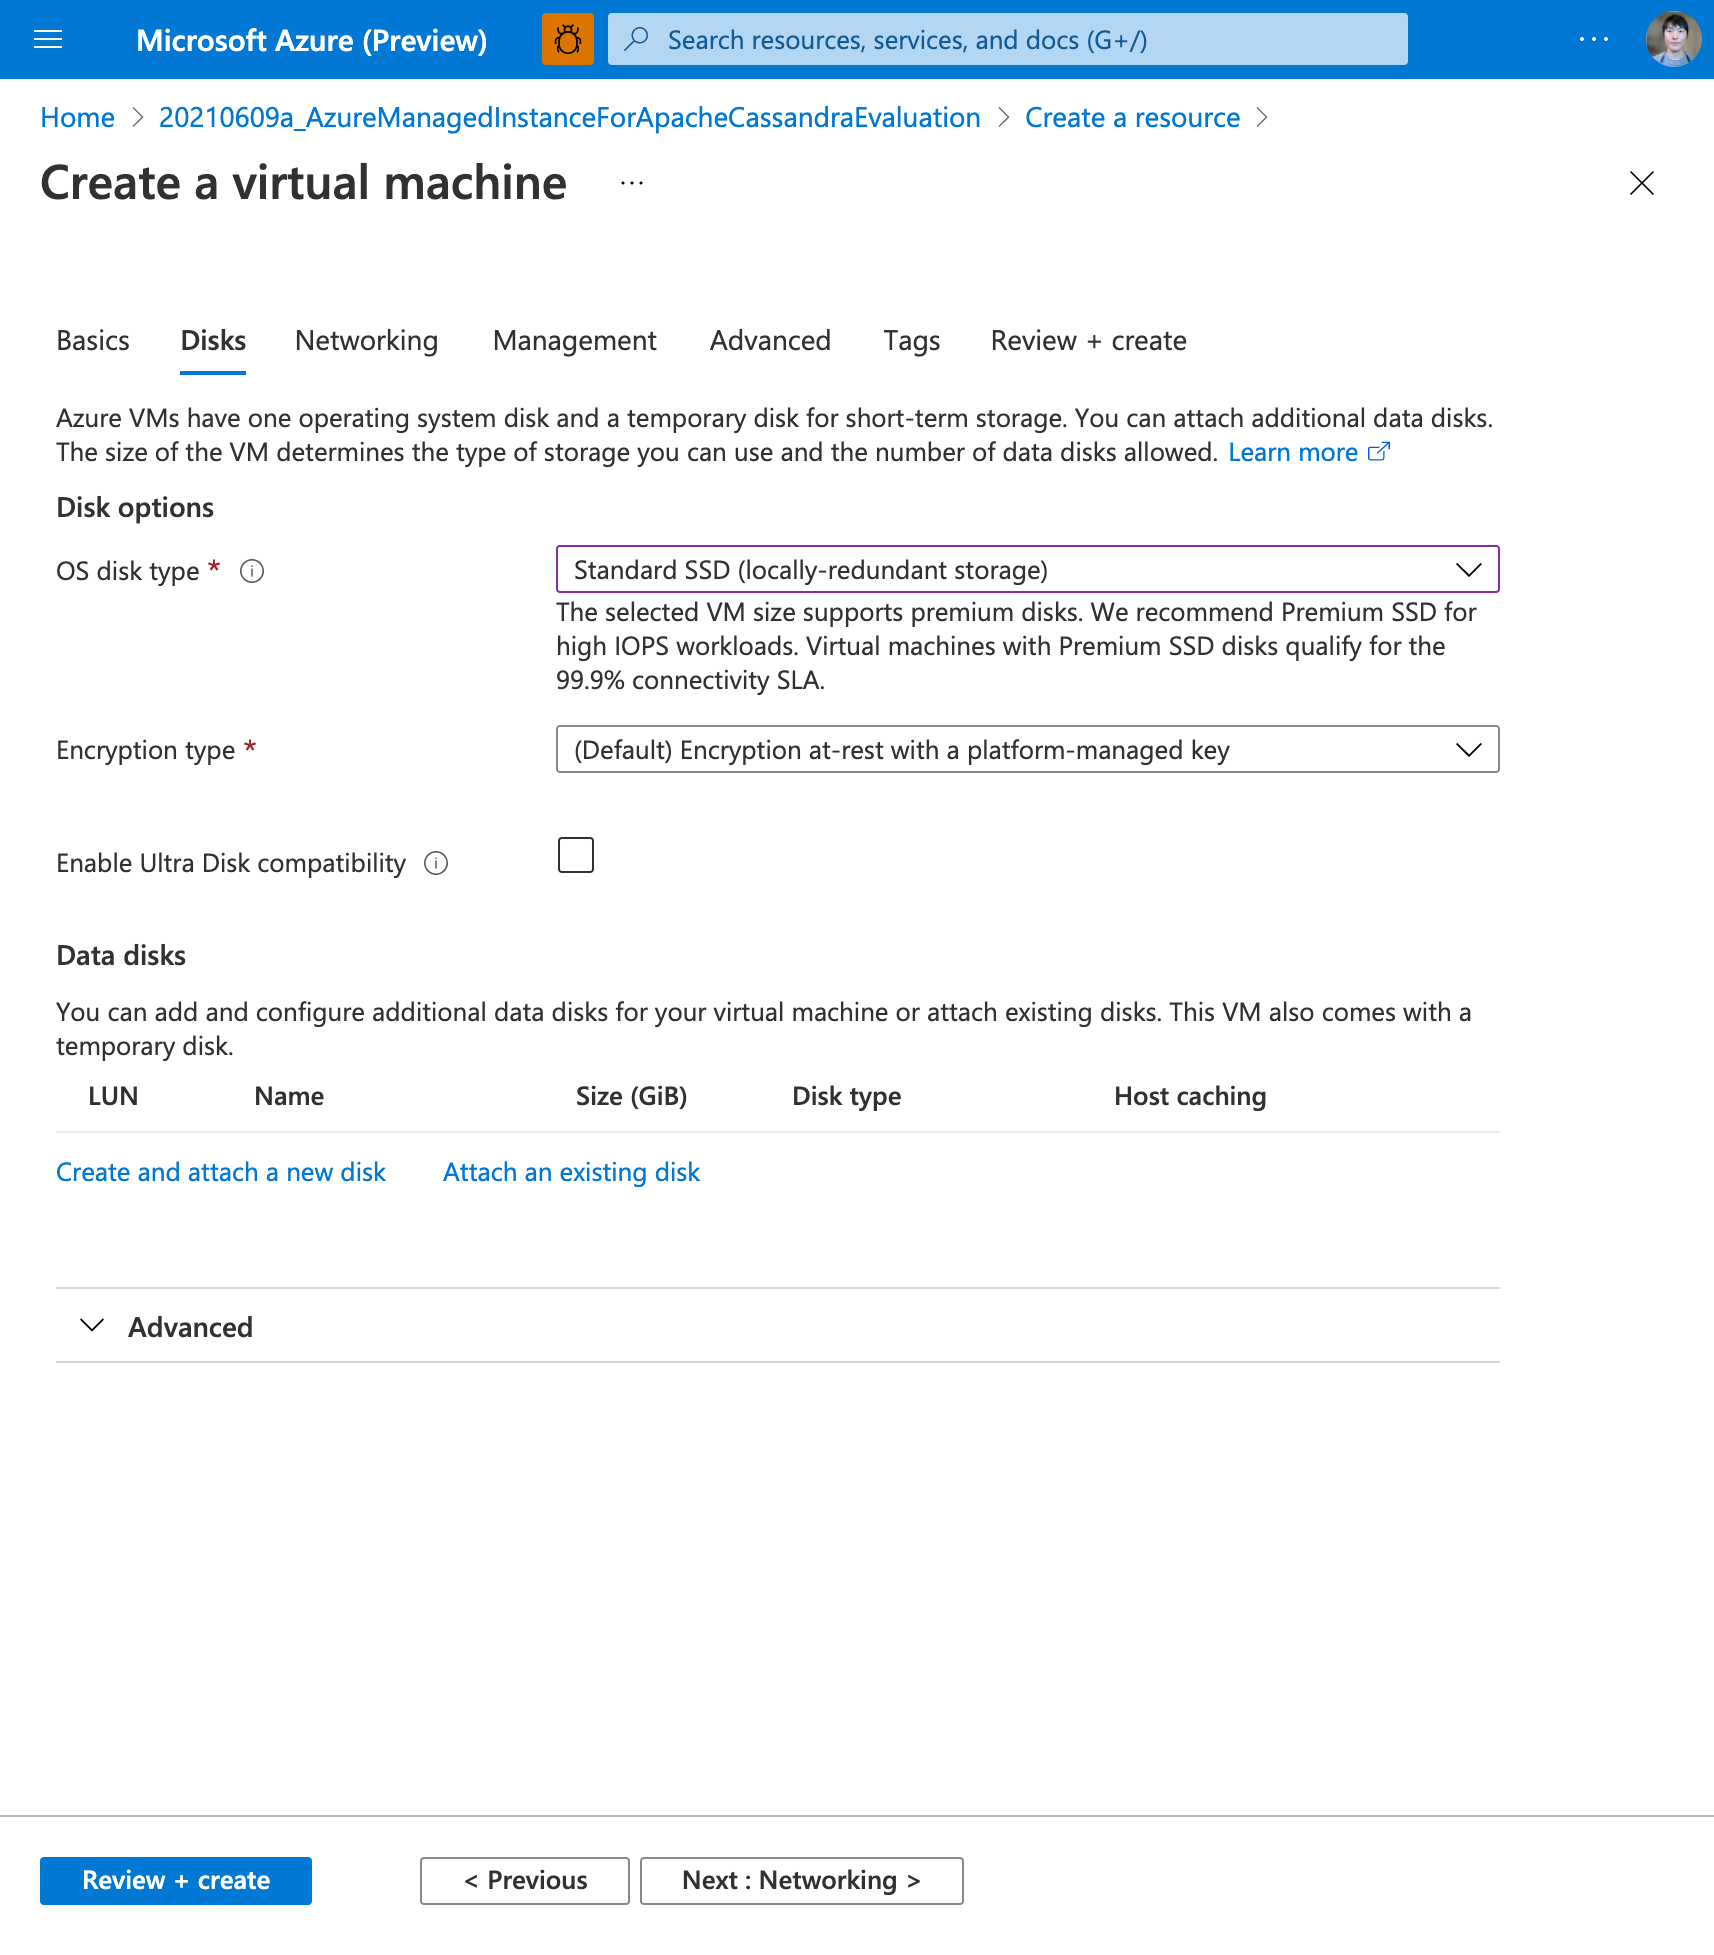 Microsoft Azure (Preview)
Search resources, services, and docs (G+/)
Home > 20210609a_AzureManagedInstanceForApacheCassandraEvaluation > Create a resource >
Create a virtual machine ...
Basics Disks Networking Management Advanced Tags Review + create
Azure VMs have one operating system disk and a temporary disk for short-term storage. You can attach additional data disks.
The size of the VM determines the type of storage you can use and the number of data disks allowed. Learn more
Disk options
OS disk type *
Standard SSD (locally-redundant storage)
The selected VM size supports premium disks. We recommend Premium SSD for
high IOPS workloads. Virtual machines with Premium SSD disks qualify for the
99.9% connectivity SLA.
Encryption type *
(Default) Encryption at-rest with a platform-managed key
Enable Ultra Disk compatibility
Data disks
You can add and configure additional data disks for your virtual machine or attach existing disks. This VM also comes with a
temporary disk.
LUN Name Size (GiB) Disk type Host caching
Create and attach a new disk Attach an existing disk
Advanced
Review + create < Previous Next : Networking >